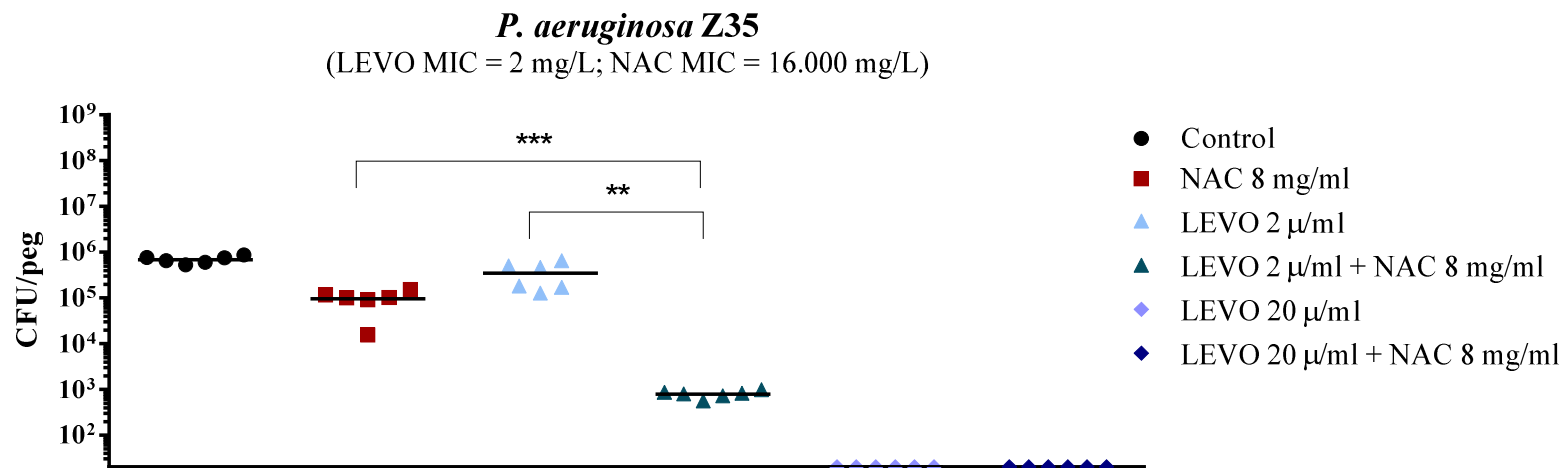 P. aeruginosa Z35
(LEVO MIC = 2 mg/L; NAC MIC = 16.000 mg/L)
CFU/peg
10⁹
10⁸
10⁷
10⁶
10⁵
10⁴
10³
10²
***
**
Control
NAC 8 mg/ml
LEVO 2 µ/ml
LEVO 2 µ/ml + NAC 8 mg/ml
LEVO 20 µ/ml
LEVO 20 µ/ml + NAC 8 mg/ml